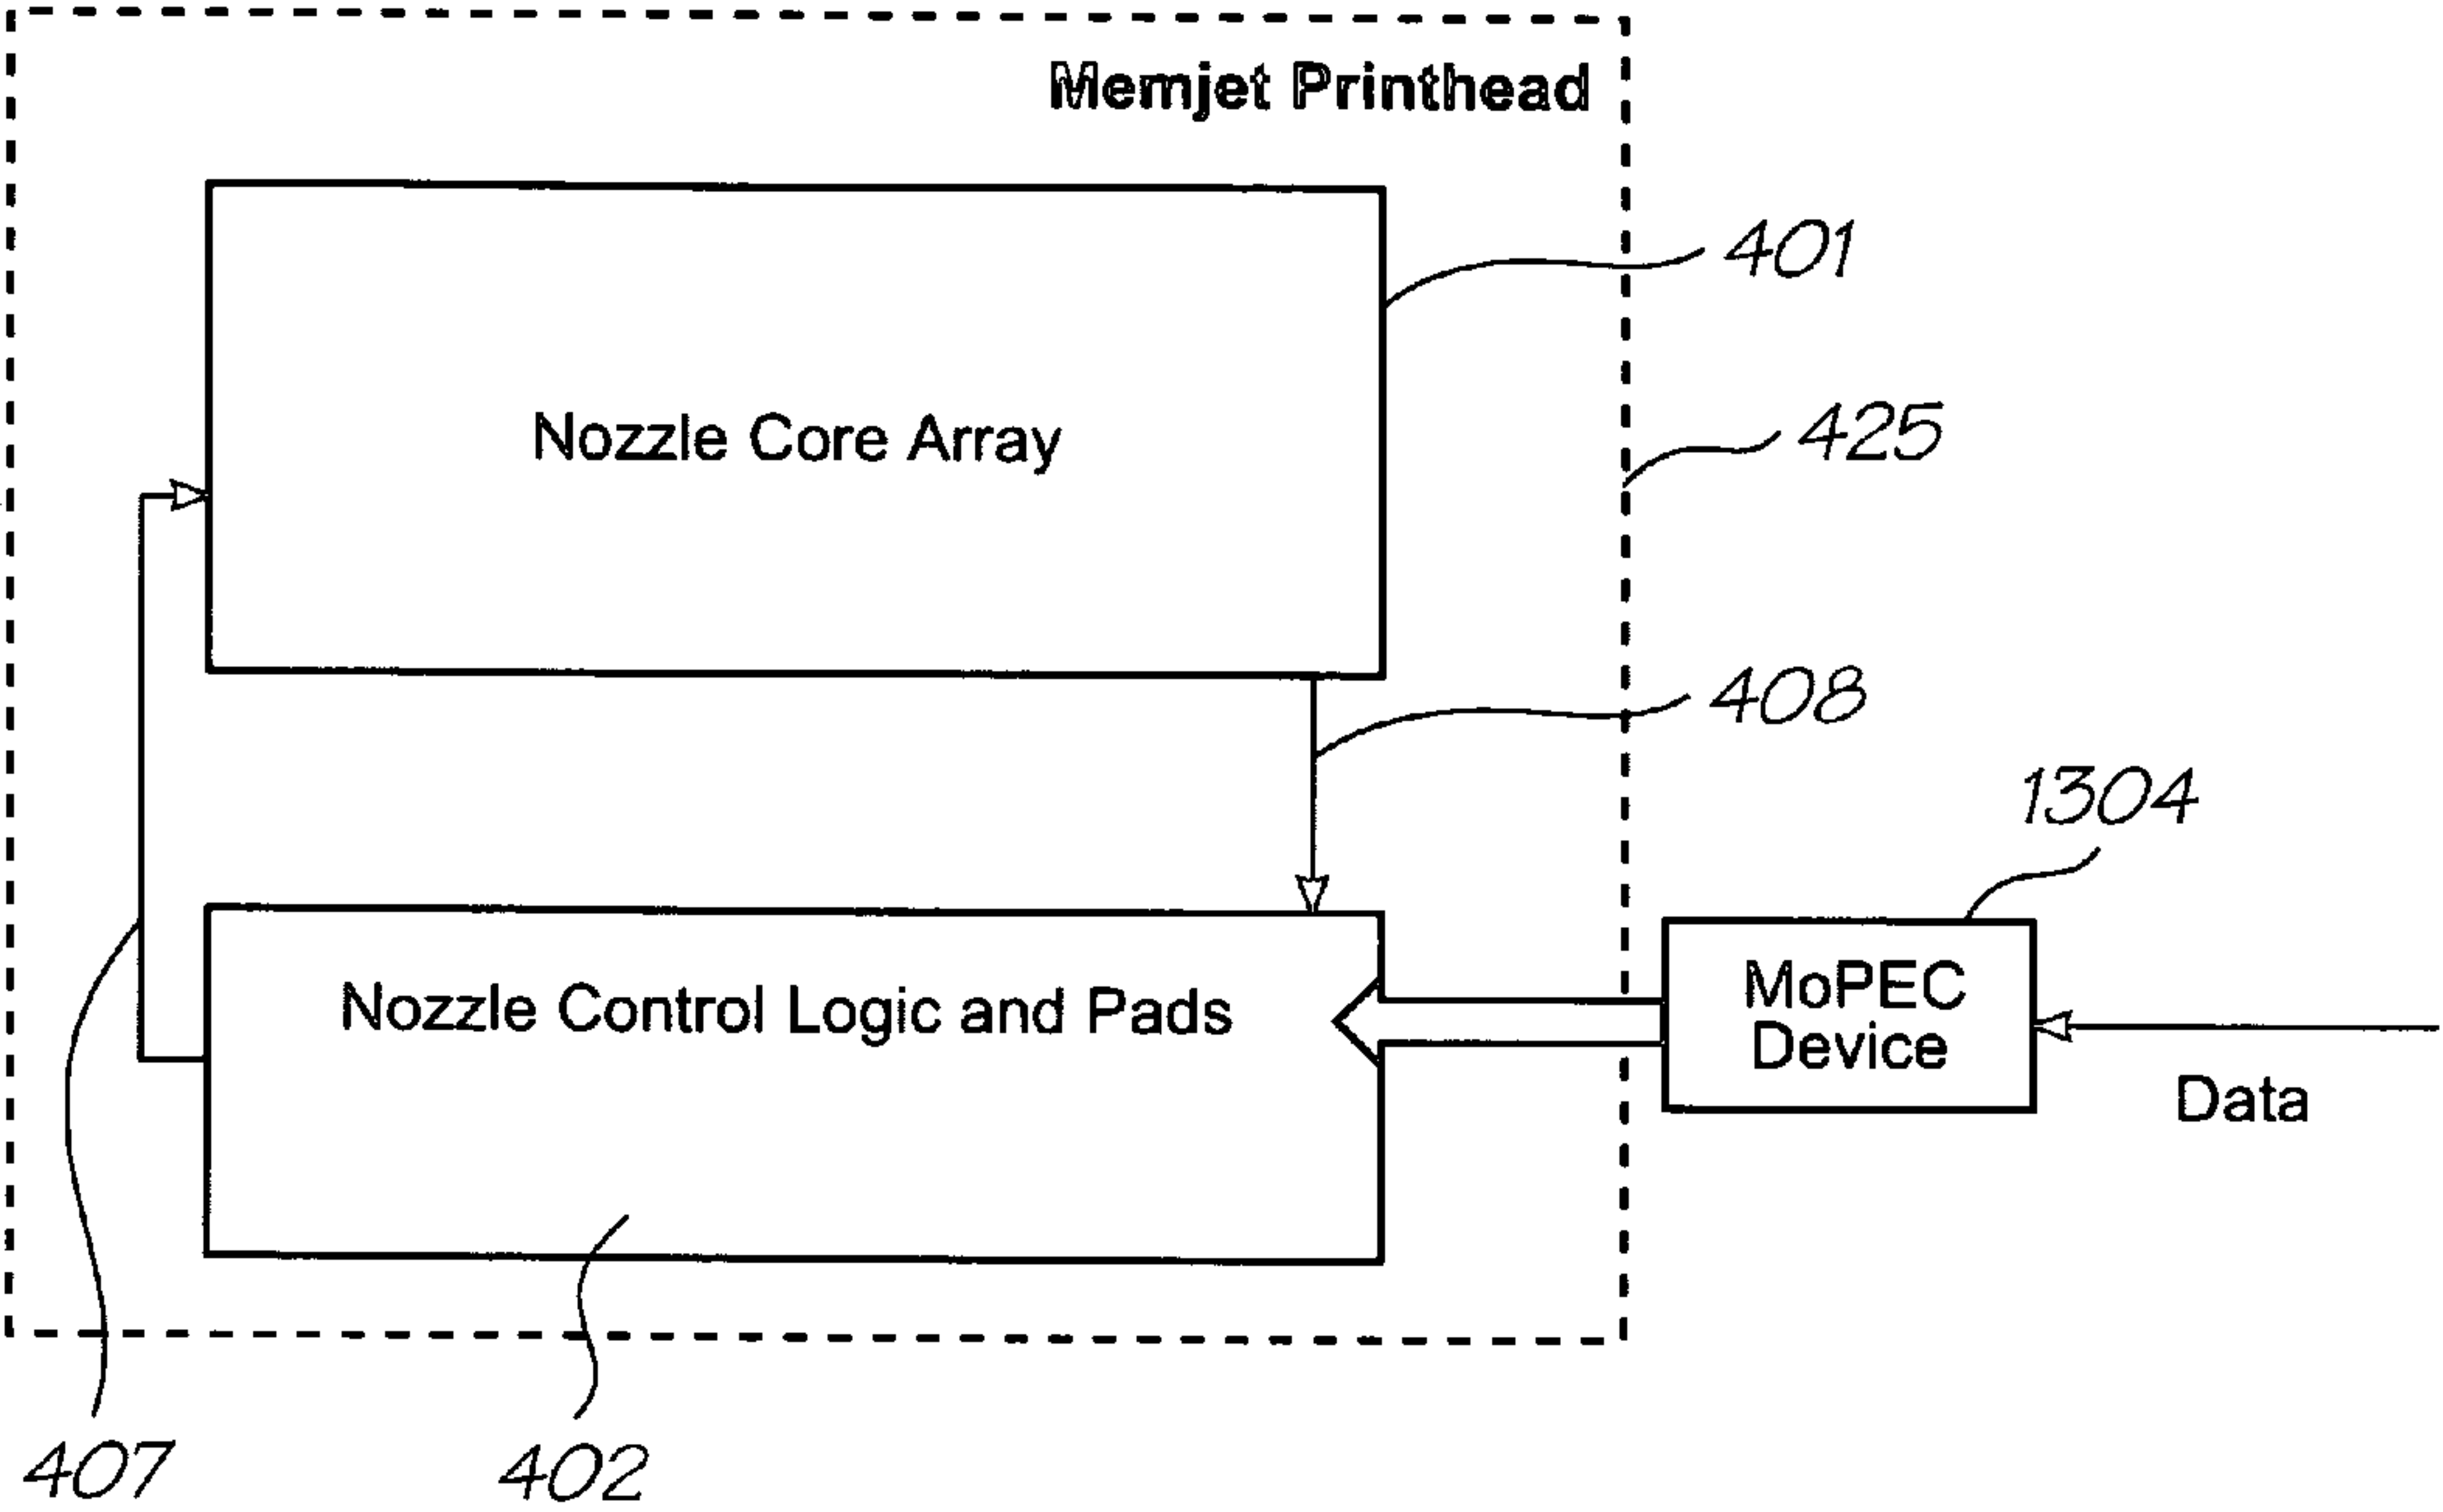 Memjet Printhead
401
Nozzle Core Array
425
408
1304
Nozzle Control Logic and Pads
MoPEC
Device
Data
407
402